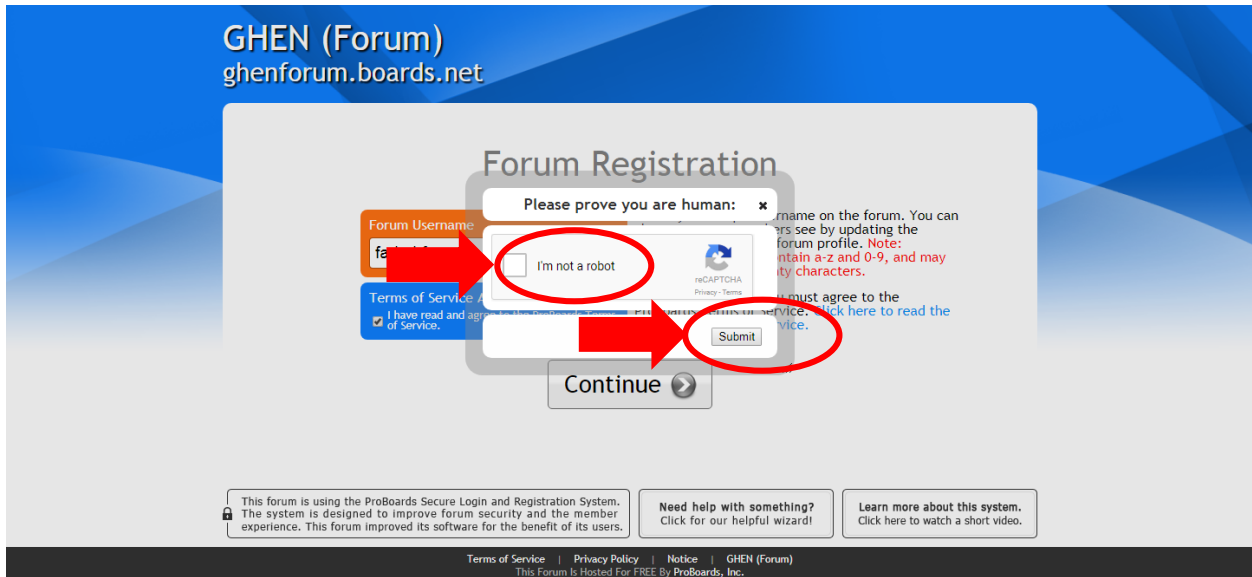 GHEN (Forum)
ghenforum.boards.net
Forum Registration
Please prove you are human: ×
Forum Username
I'm not a robot
reCAPTCHA
Privacy - Terms
Submit
rname on the forum. You can
ers see by updating the
forum profile. Note:
ntain a-z and 0-9, and may
ty characters.
must agree to the
Service. Click here to read the
vice.
Terms of Service A
I have read and agree to the ProBoards Terms
of Service.
Continue
This forum is using the ProBoards Secure Login and Registration System.
The system is designed to improve forum security and the member
experience. This forum improved its software for the benefit of its users.
Need help with something?
Click for our helpful wizard!
Learn more about this system.
Click here to watch a short video.
Terms of Service | Privacy Policy | Notice | GHEN (Forum)
This Forum Is Hosted For FREE By ProBoards, Inc.